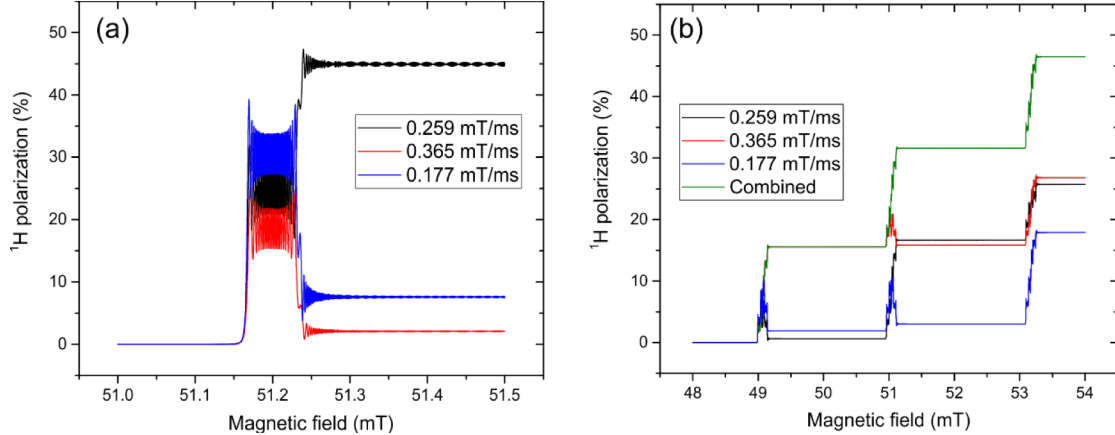 (a)
¹H polarization (%)
50
40
30
20
10
0
0.259 mT/ms
0.365 mT/ms
0.177 mT/ms
51.0
51.1
51.2
51.3
51.4
51.5
Magnetic field (mT)
(b)
¹H polarization (%)
50
40
30
20
10
0
0.259 mT/ms
0.365 mT/ms
0.177 mT/ms
Combined
48
49
50
51
52
53
54
Magnetic field (mT)